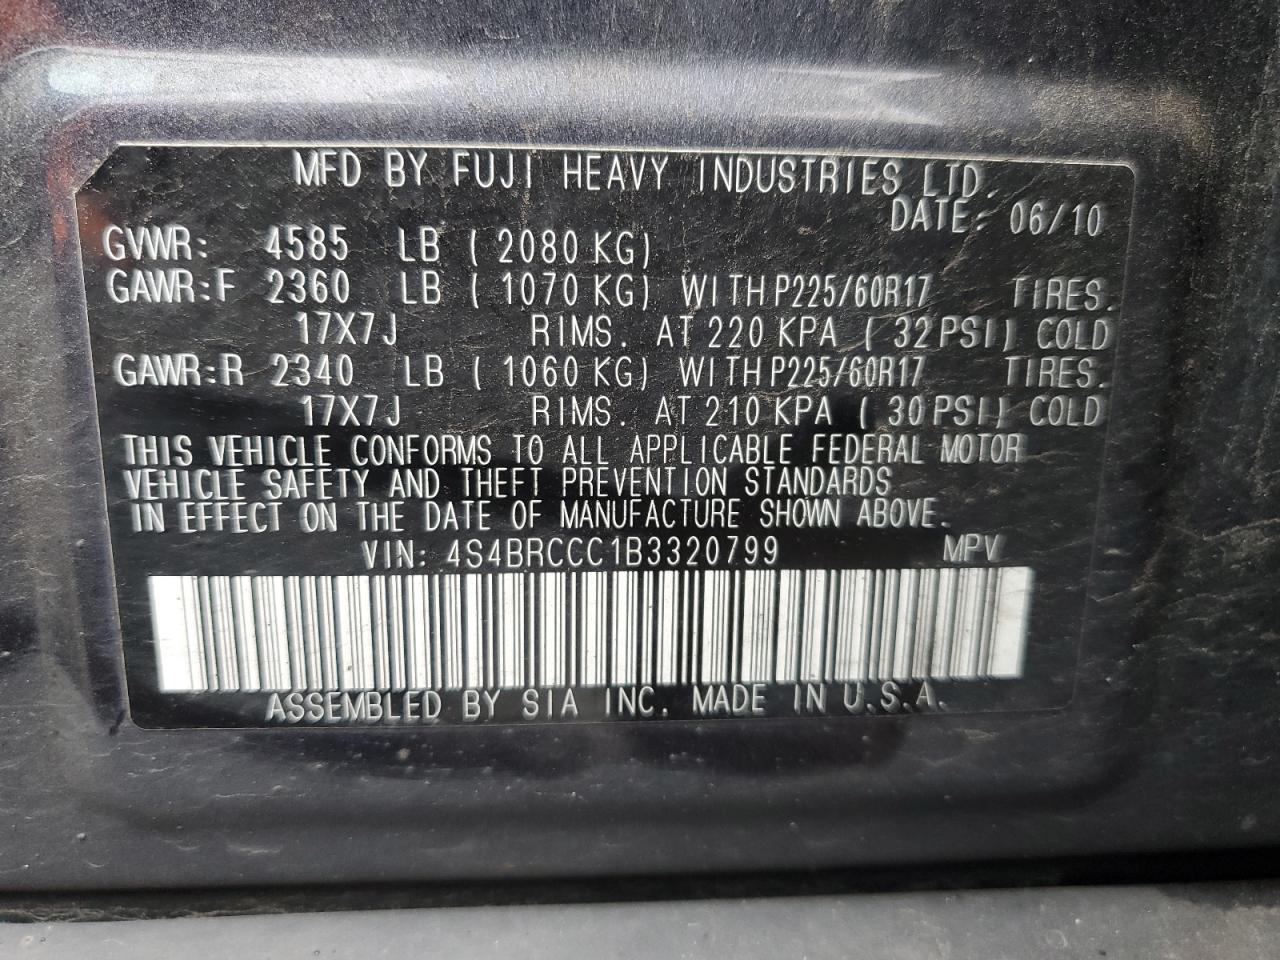 MFD BY FUJI HEAVY INDUSTRIES LTD.
DATE: 06/10
GVWR: 4585 LB ( 2080 KG)
GAWR:F 2360 LB ( 1070 KG) WITH P225/60R17 TIRES.
17X7J RIMS. AT 220 KPA ( 32 PSI) COLD
GAWR:R 2340 LB ( 1060 KG) WITH P225/60R17 TIRES.
17X7J RIMS. AT 210 KPA ( 30 PSI) COLD
THIS VEHICLE CONFORMS TO ALL APPLICABLE FEDERAL MOTOR
VEHICLE SAFETY AND THEFT PREVENTION STANDARDS
IN EFFECT ON THE DATE OF MANUFACTURE SHOWN ABOVE.
VIN: 4S4BRCCC1B3320799 MPV
ASSEMBLED BY SIA INC. MADE IN U.S.A.